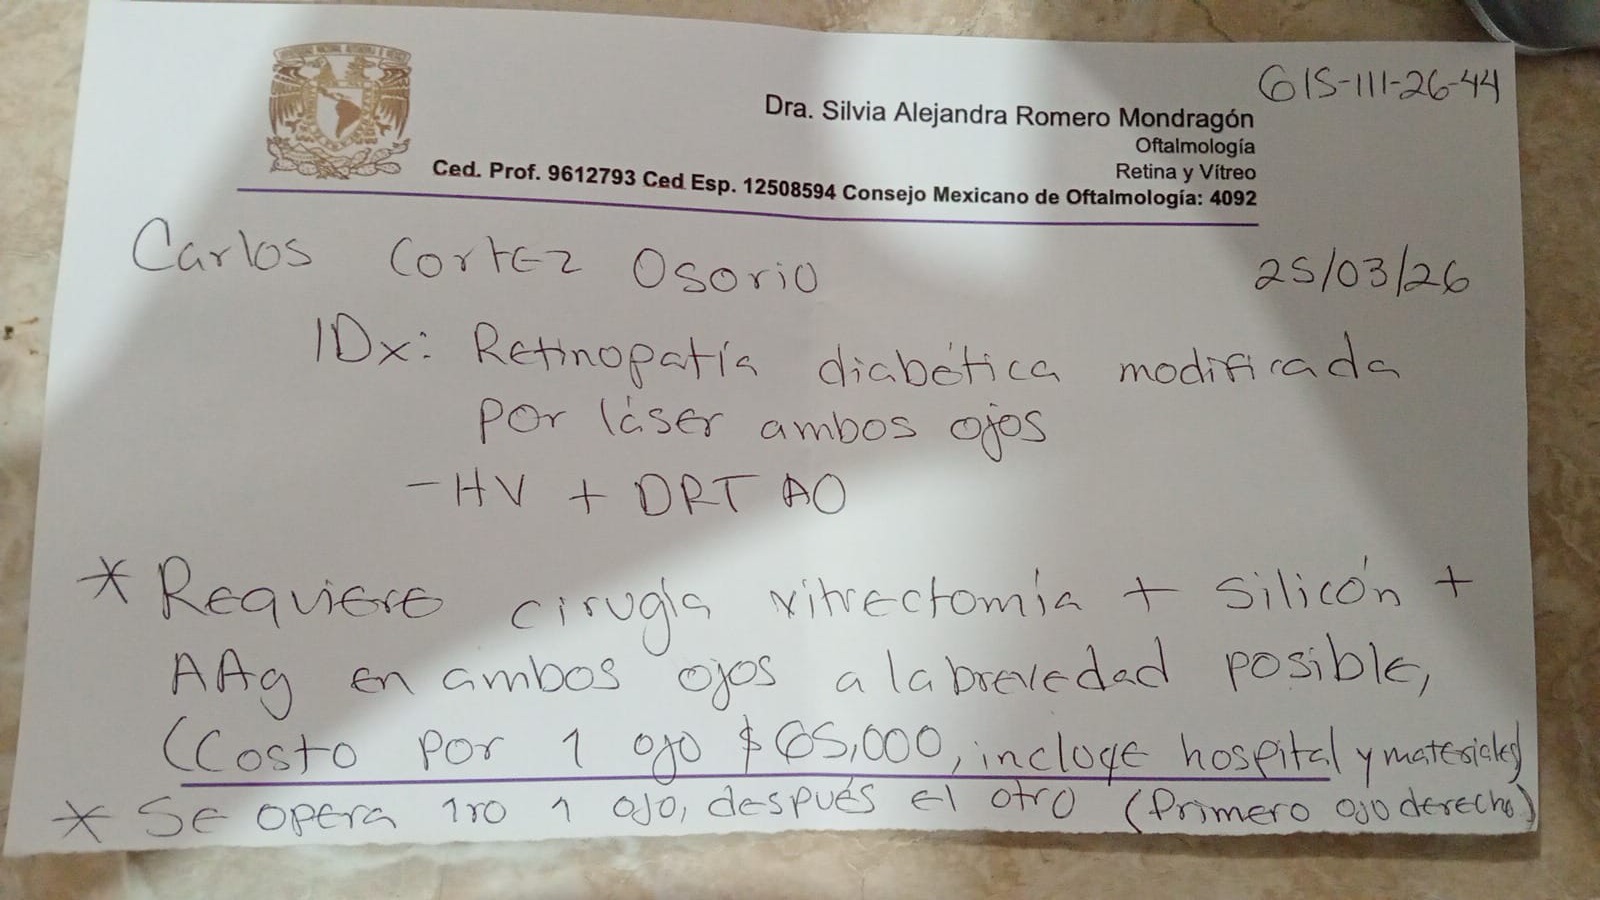 615-111-26-44
Dra. Silvia Alejandra Romero Mondragón
Oftalmología
Retina y Vítreo
Ced. Prof. 9612793 Ced Esp. 12508594 Consejo Mexicano de Oftalmología: 4092
Carlos Cortez Osorio 25/03/26
IDx: Retinopatía diabética modificada
por láser ambos ojos
- HV + DRT AO
* Requiere cirugía vitrectomía + silicón +
AAg en ambos ojos a la brevedad posible,
(Costo por 1 ojo $65,000, incluye hospital y materiales)
* Se opera 1ro 1 ojo, después el otro (Primero ojo derecho)